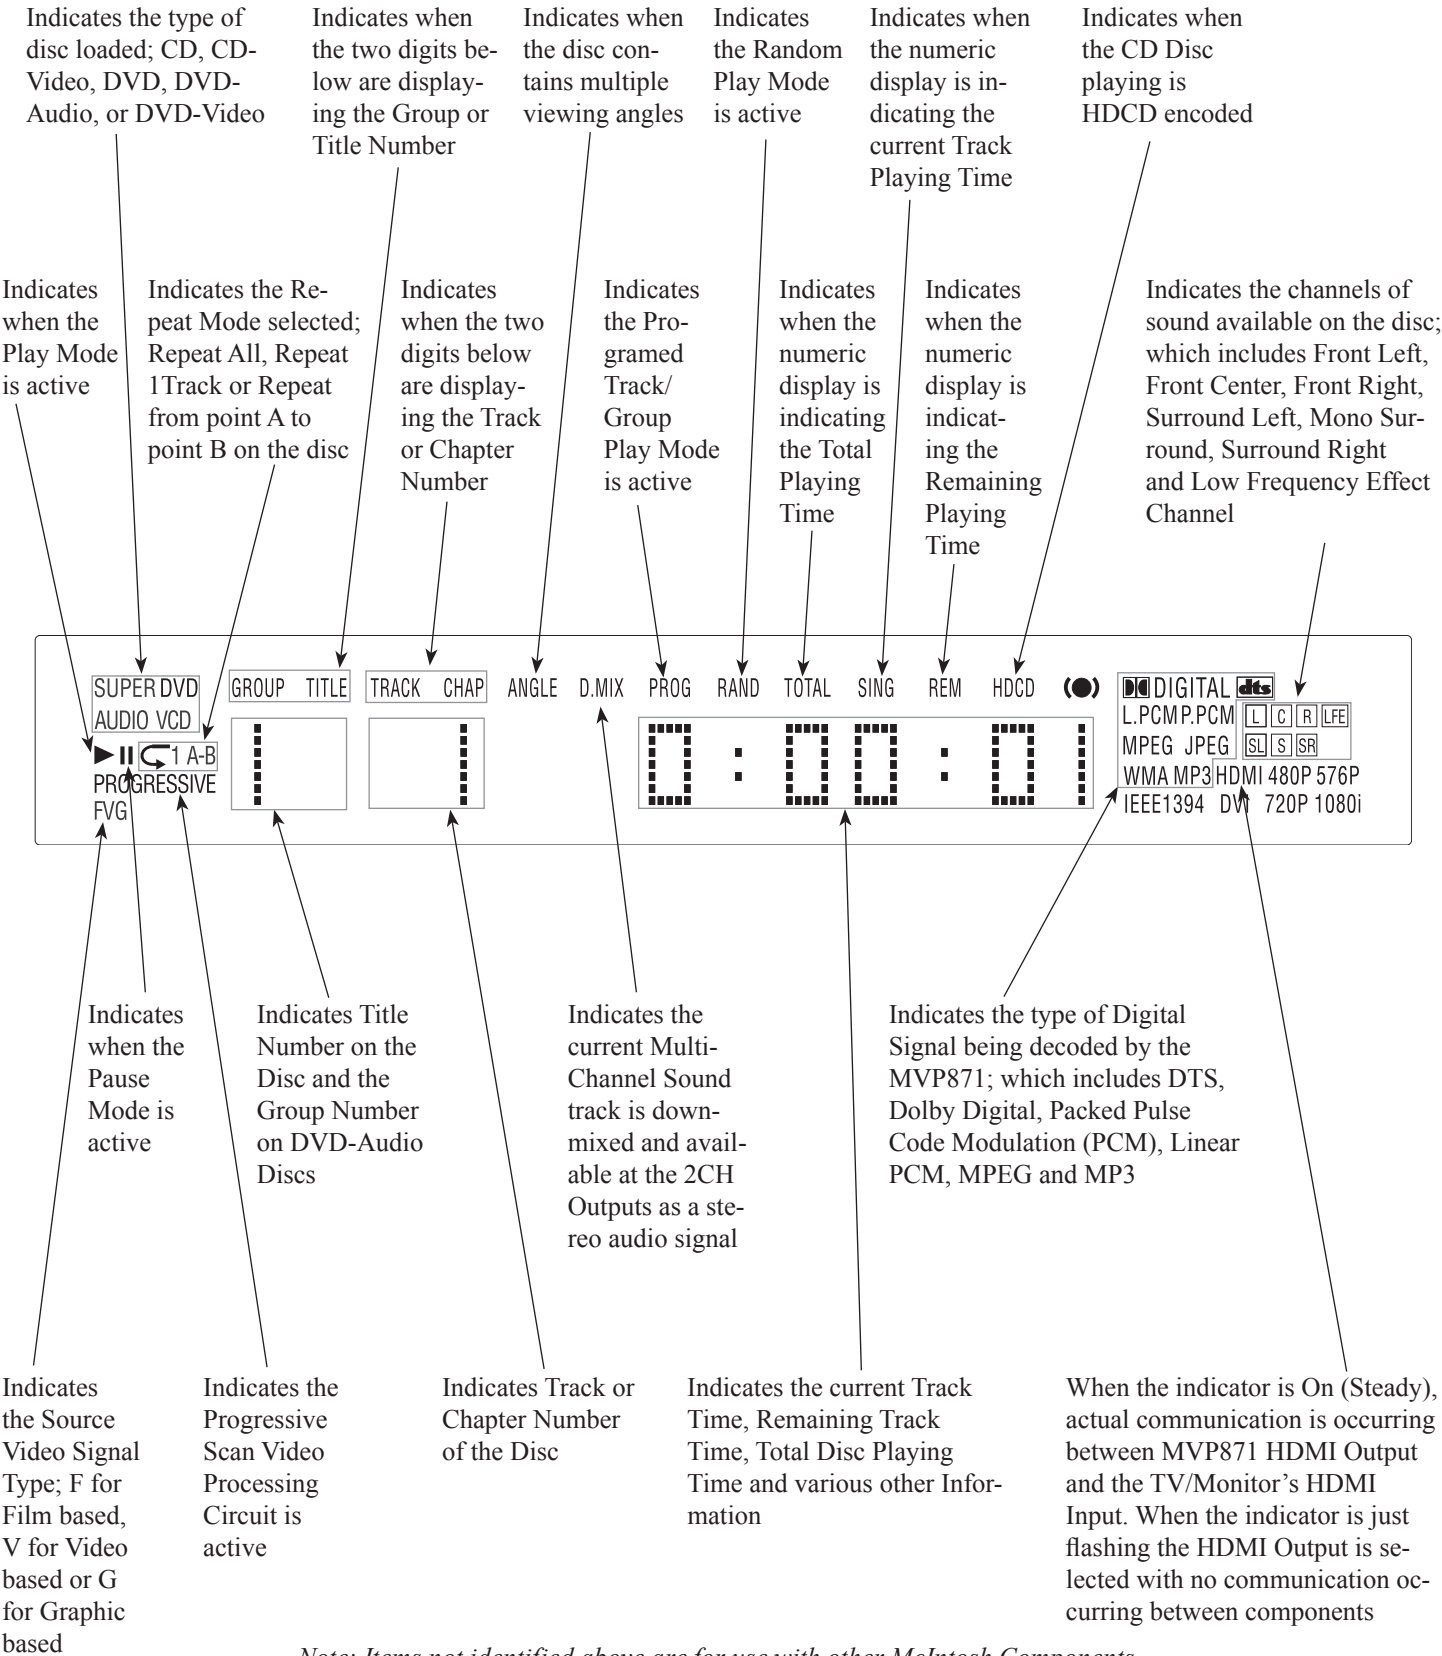 Indicates the type of
disc loaded; CD, CD-
Video, DVD, DVD-
Audio, or DVD-Video
Indicates when
the two digits be-
low are display-
ing the Group or
Title Number
Indicates when
the disc con-
tains multiple
viewing angles
Indicates
the Random
Play Mode
is active
Indicates when
the numeric
display is in-
dicating the
current Track
Playing Time
Indicates when
the CD Disc
playing is
HDCD encoded
Indicates
when the
Play Mode
is active
Indicates the Re-
peat Mode selected;
Repeat All, Repeat
1Track or Repeat
from point A to
point B on the disc
Indicates
when the two
digits below
are display-
ing the Track
or Chapter
Number
Indicates
the Pro-
gramed
Track/
Group
Play Mode
is active
Indicates
when the
numeric
display is
indicating
the Total
Playing
Time
Indicates
when the
numeric
display is
indicat-
ing the
Remaining
Playing
Time
Indicates the channels of
sound available on the disc;
which includes Front Left,
Front Center, Front Right,
Surround Left, Mono Sur-
round, Surround Right
and Low Frequency Effect
Channel
SUPER DVD
AUDIO VCD
1 A-B
PROGRESSIVE
FVG
GROUP TITLE
1
TRACK CHAP
1
ANGLE D.MIX PROG RAND TOTAL SING REM HDCD
0:00:01
DIGITAL dts
L.PCM P.PCM L C R LFE
MPEG JPEG SL S SR
WMA MP3 HDMI 480P 576P
IEEE1394 DVI 720P 1080i
Indicates
when the
Pause
Mode is
active
Indicates Title
Number on the
Disc and the
Group Number
on DVD-Audio
Discs
Indicates the
current Multi-
Channel Sound
track is down-
mixed and avail-
able at the 2CH
Outputs as a ste-
reo audio signal
Indicates the type of Digital
Signal being decoded by the
MVP871; which includes DTS,
Dolby Digital, Packed Pulse
Code Modulation (PCM), Linear
PCM, MPEG and MP3
Indicates
the Source
Video Signal
Type; F for
Film based,
V for Video
based or G
for Graphic
based
Indicates the
Progressive
Scan Video
Processing
Circuit is
active
Indicates Track or
Chapter Number
of the Disc
Indicates the current Track
Time, Remaining Track
Time, Total Disc Playing
Time and various other Infor-
mation
When the indicator is On (Steady),
actual communication is occurring
between MVP871 HDMI Output
and the TV/Monitor’s HDMI
Input. When the indicator is just
flashing the HDMI Output is se-
lected with no communication oc-
curring between components
Note: Items not identified above are for use with other McIntosh Components